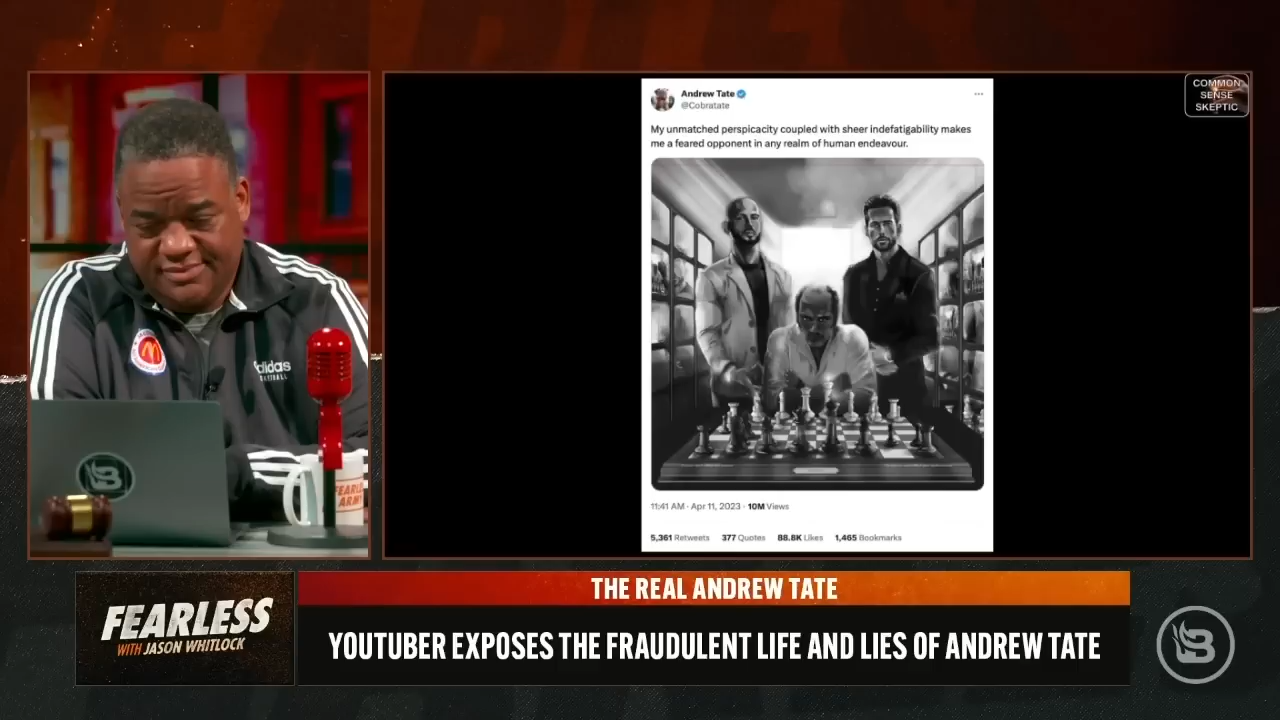 COMMON
SENSE
SKEPTIC
Andrew Tate
@Cobratate
My unmatched perspicacity coupled with sheer indefatigability makes
me a feared opponent in any realm of human endeavour.
11:41 AM · Apr 11, 2023 · 10M Views
5,361 Retweets 377 Quotes 88.8K Likes 1,465 Bookmarks
adidas
BASKETBALL
B
FEARLESS
ARMY
THE REAL ANDREW TATE
FEARLESS
WITH JASON WHITLOCK
YOUTUBER EXPOSES THE FRAUDULENT LIFE AND LIES OF ANDREW TATE
B